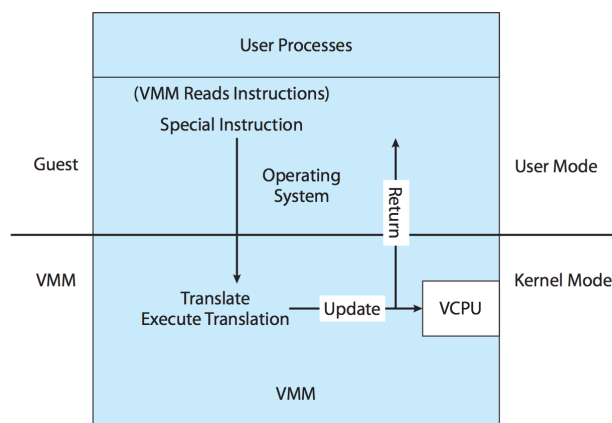 User Processes
(VMM Reads Instructions)
Special Instruction
Guest
Operating
System
Return
User Mode
VMM
Kernel Mode
Translate
Execute Translation
Update
VCPU
VMM